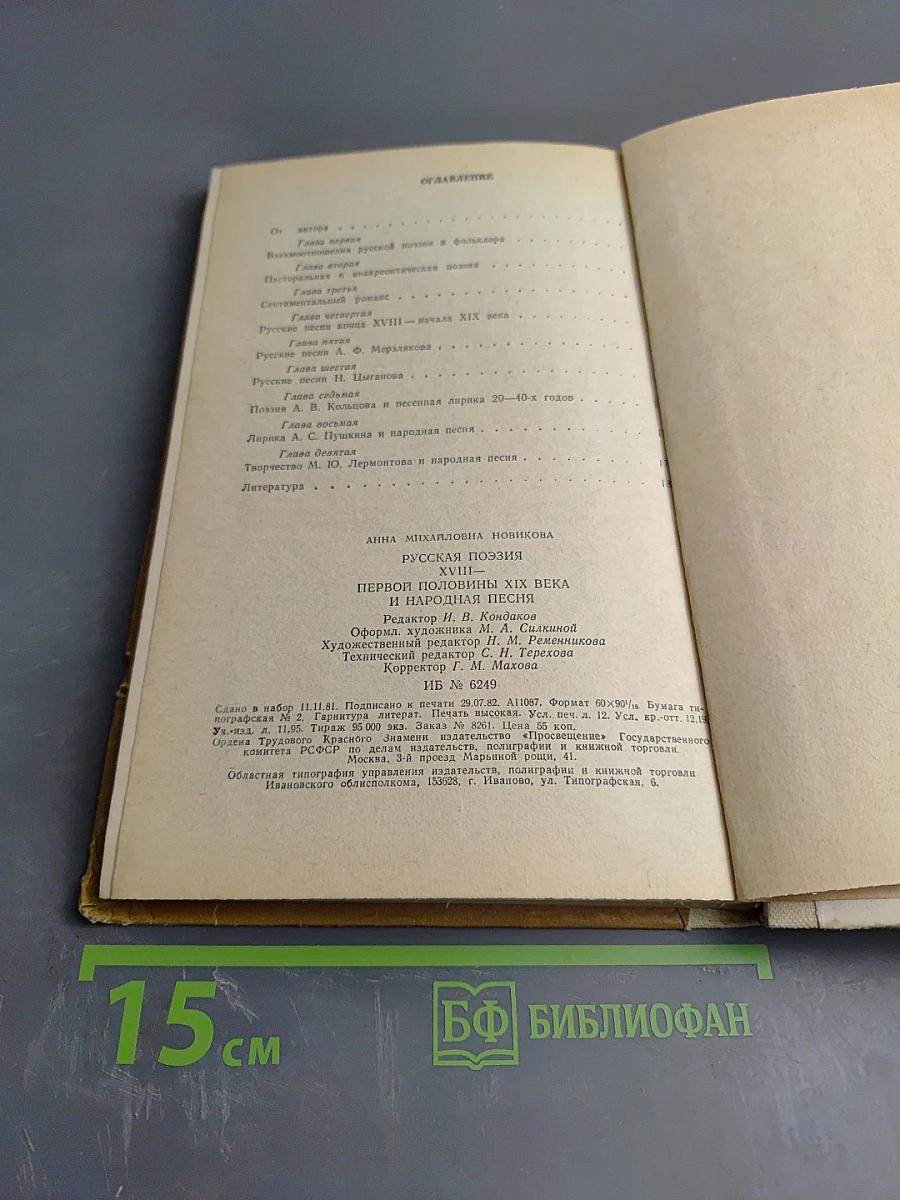 ОГЛАВЛЕНИЕ
От автора . . . . . . . . . . . . . . . . . . . .
Глава первая
Взаимоотношения русской поэзии и фольклора . . . . . . . .
Глава вторая
Пасторальная и анакреонтическая поэзия . . . . . . . . . .
Глава третья
Сентиментальный романс . . . . . . . . . . . . . . . .
Глава четвертая
Русские песни конца XVIII — начала XIX века . . . . . . . .
Глава пятая
Русские песни А. Ф. Мерзлякова . . . . . . . . . . . . .
Глава шестая
Русские песни Н. Цыганова . . . . . . . . . . . . . . .
Глава седьмая
Поэзия А. В. Кольцова и песенная лирика 20—40-х годов . . . .
Глава восьмая
Лирика А. С. Пушкина и народная песня . . . . . . . . . . 1
Глава девятая
Творчество М. Ю. Лермонтова и народная песня . . . . . . . . 17
Литература . . . . . . . . . . . . . . . . . . . . 18
АННА МИХАЙЛОВНА НОВИКОВА
РУССКАЯ ПОЭЗИЯ
XVIII—
ПЕРВОЙ ПОЛОВИНЫ XIX ВЕКА
И НАРОДНАЯ ПЕСНЯ
Редактор И. В. Кондаков
Оформл. художника М. А. Силкиной
Художественный редактор Н. М. Ременникова
Технический редактор С. Н. Терехова
Корректор Г. М. Махова
ИБ № 6249
Сдано в набор 11.11.81. Подписано к печати 29.07.82. А11087. Формат 60×90¹/₁₆. Бумага ти-
пографская № 2. Гарнитура литерат. Печать высокая. Усл. печ. л. 12. Усл. кр.-отт. 12,19
Уч.-изд. л. 11,95. Тираж 95 000 экз. Заказ № 8261. Цена 55 коп.
Ордена Трудового Красного Знамени издательство «Просвещение» Государственного
комитета РСФСР по делам издательств, полиграфии и книжной торговли.
Москва, 3-й проезд Марьиной рощи, 41.
Областная типография управления издательств, полиграфии и книжной торговли
Ивановского облисполкома, 153628, г. Иваново, ул. Типографская, 6.
15 см
БФ БИБЛИОФАН